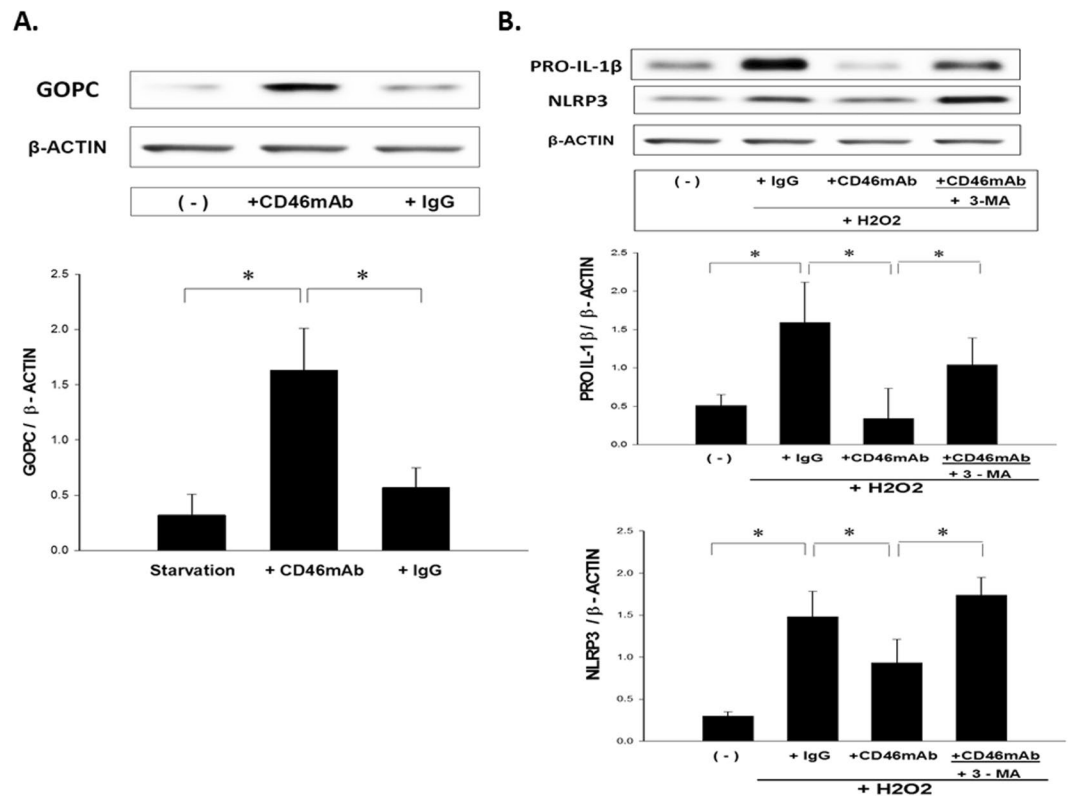 A.
GOPC
β-ACTIN
( - ) +CD46mAb + IgG
GOPC / β - ACTIN
2.5
2.0
1.5
1.0
0.5
0.0
* *
Starvation + CD46mAb + IgG
B.
PRO-IL-1β
NLRP3
β-ACTIN
( - ) + IgG +CD46mAb +CD46mAb
+ 3-MA
+ H2O2
PRO IL-1 β / β - ACTIN
2.5
2.0
1.5
1.0
0.5
0.0
* * *
( - ) + IgG +CD46mAb +CD46mAb
+ 3 - MA
+ H2O2
NLRP3 / β - ACTIN
2.5
2.0
1.5
1.0
0.5
0.0
* * *
( - ) + IgG +CD46mAb +CD46mAb
+ 3 - MA
+ H2O2